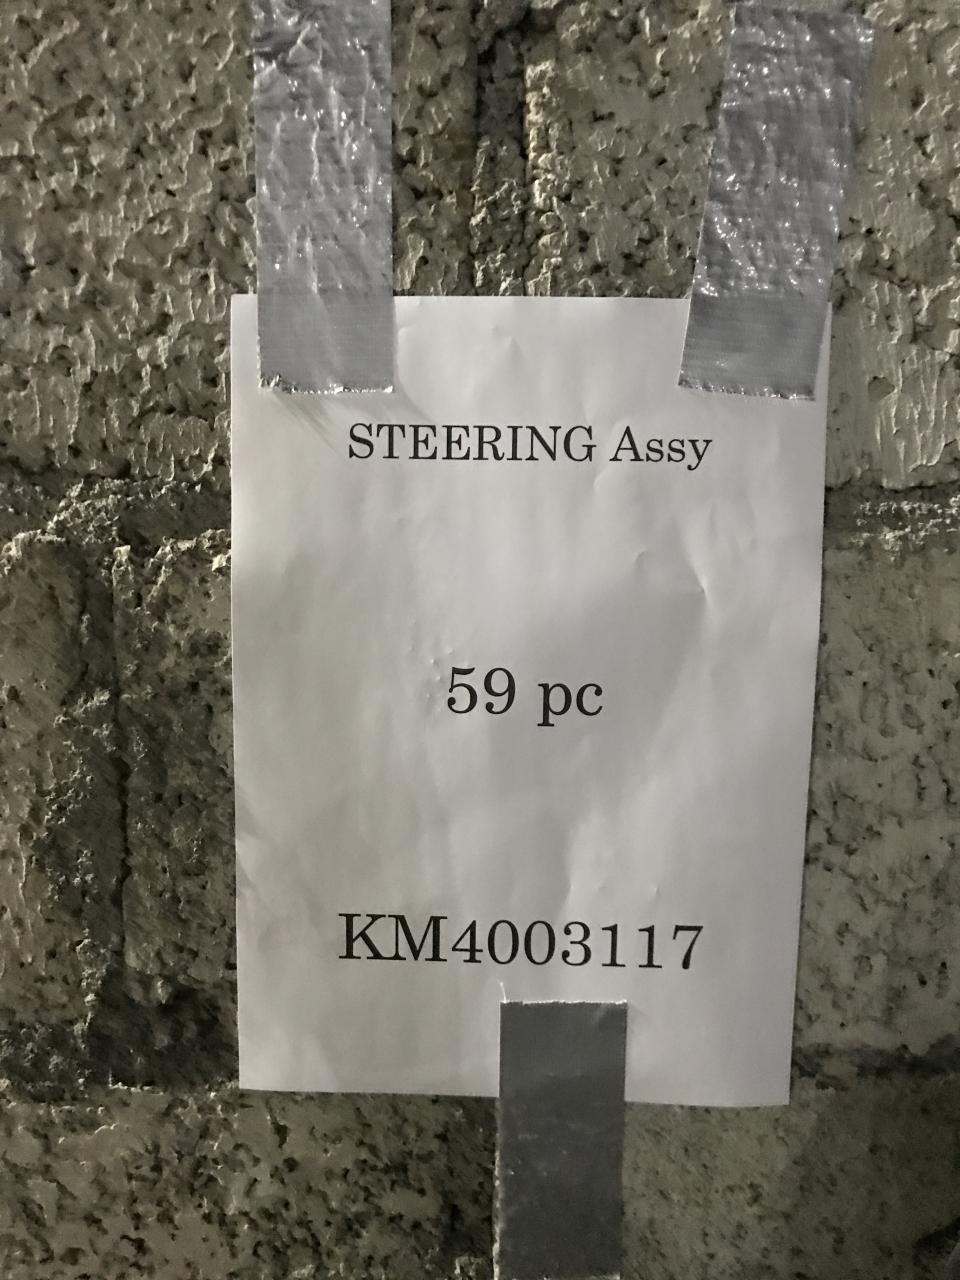 STEERING Assy
59 pc
KM4003117